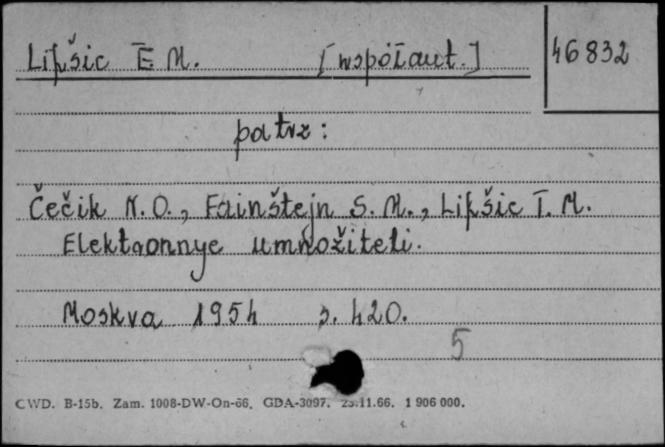 Lifšic Ē M. [współaut.] 46832
patrz:
Čečik N.O., Fainštejn S.M., Lifšic T.M.
Elektronnye umnožiteli.
Moskva 1954 s. 420.
5
CWD. B-15b. Zam. 1008-DW-On-66. GDA-3097. 23.11.66. 1 906 000.